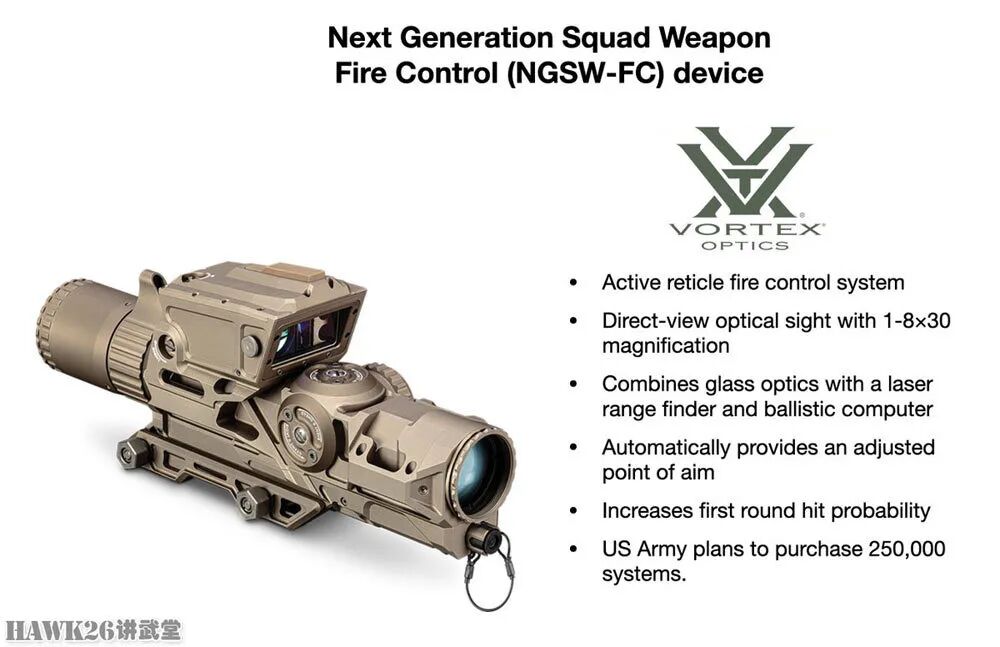 Next Generation Squad Weapon
Fire Control (NGSW-FC) device
VORTEX®
OPTICS
• Active reticle fire control system
• Direct-view optical sight with 1-8×30
magnification
• Combines glass optics with a laser
range finder and ballistic computer
• Automatically provides an adjusted
point of aim
• Increases first round hit probability
• US Army plans to purchase 250,000
systems.
HAWK26讲武堂